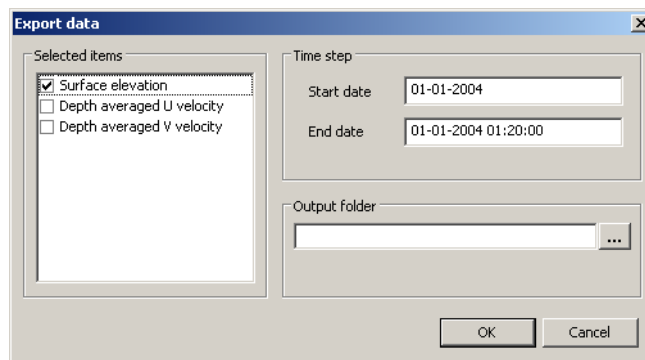 Export data
Selected items
Surface elevation
Depth averaged U velocity
Depth averaged V velocity
Time step
Start date 01-01-2004
End date 01-01-2004 01:20:00
Output folder
...
OK Cancel